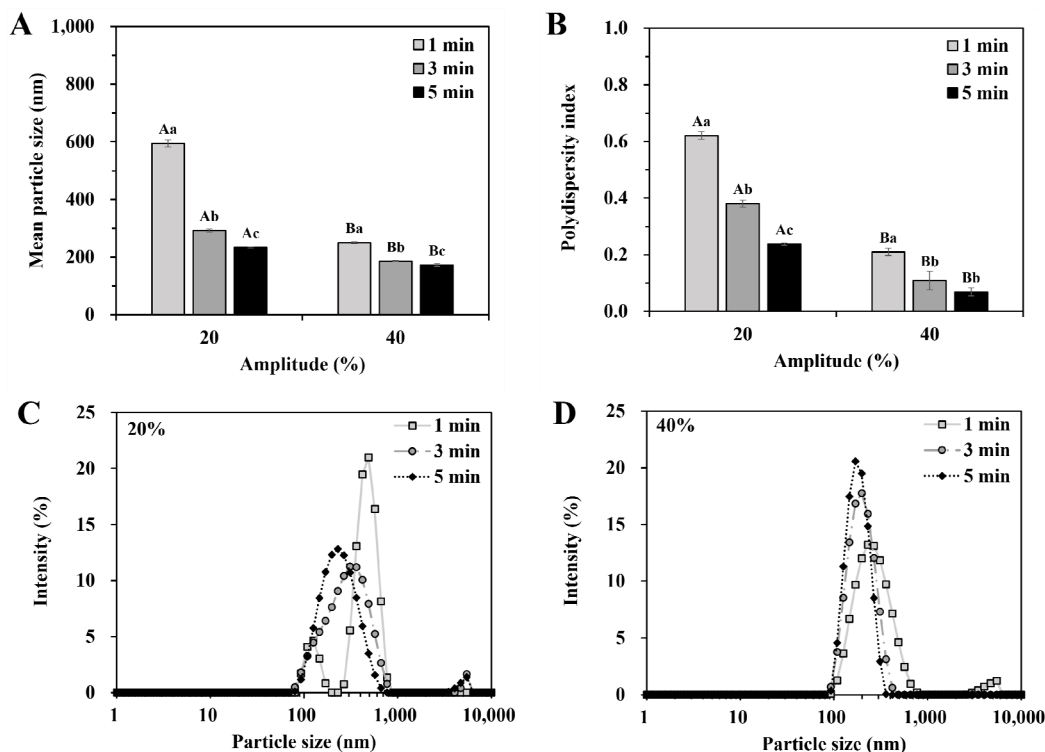 A
Mean particle size (nm)
1,000
800
600
400
200
0
1 min
3 min
5 min
Aa
Ab
Ac
Ba
Bb
Bc
20
40
Amplitude (%)
B
Polydispersity index
1.0
0.8
0.6
0.4
0.2
0.0
1 min
3 min
5 min
Aa
Ab
Ac
Ba
Bb
Bb
20
40
Amplitude (%)
C
Intensity (%)
25
20
15
10
5
0
20%
1 min
3 min
5 min
1
10
100
1,000
10,000
Particle size (nm)
D
Intensity (%)
25
20
15
10
5
0
40%
1 min
3 min
5 min
1
10
100
1,000
10,000
Particle size (nm)